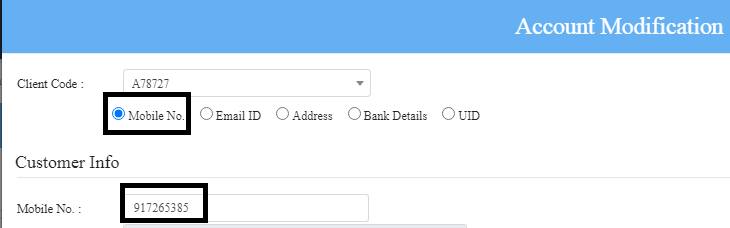 Account Modification
Client Code : A78727
Mobile No. Email ID Address Bank Details UID
Customer Info
Mobile No. : 917265385